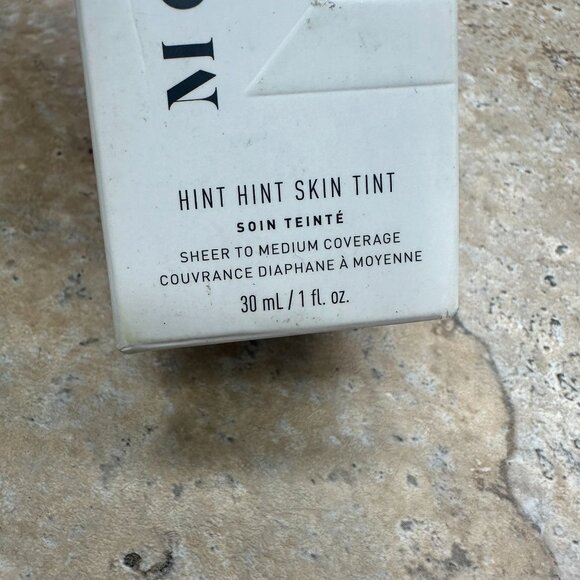 HINT HINT SKIN TINT
SOIN TEINTÉ
SHEER TO MEDIUM COVERAGE
COUVRANCE DIAPHANE À MOYENNE
30 mL / 1 fl. oz.